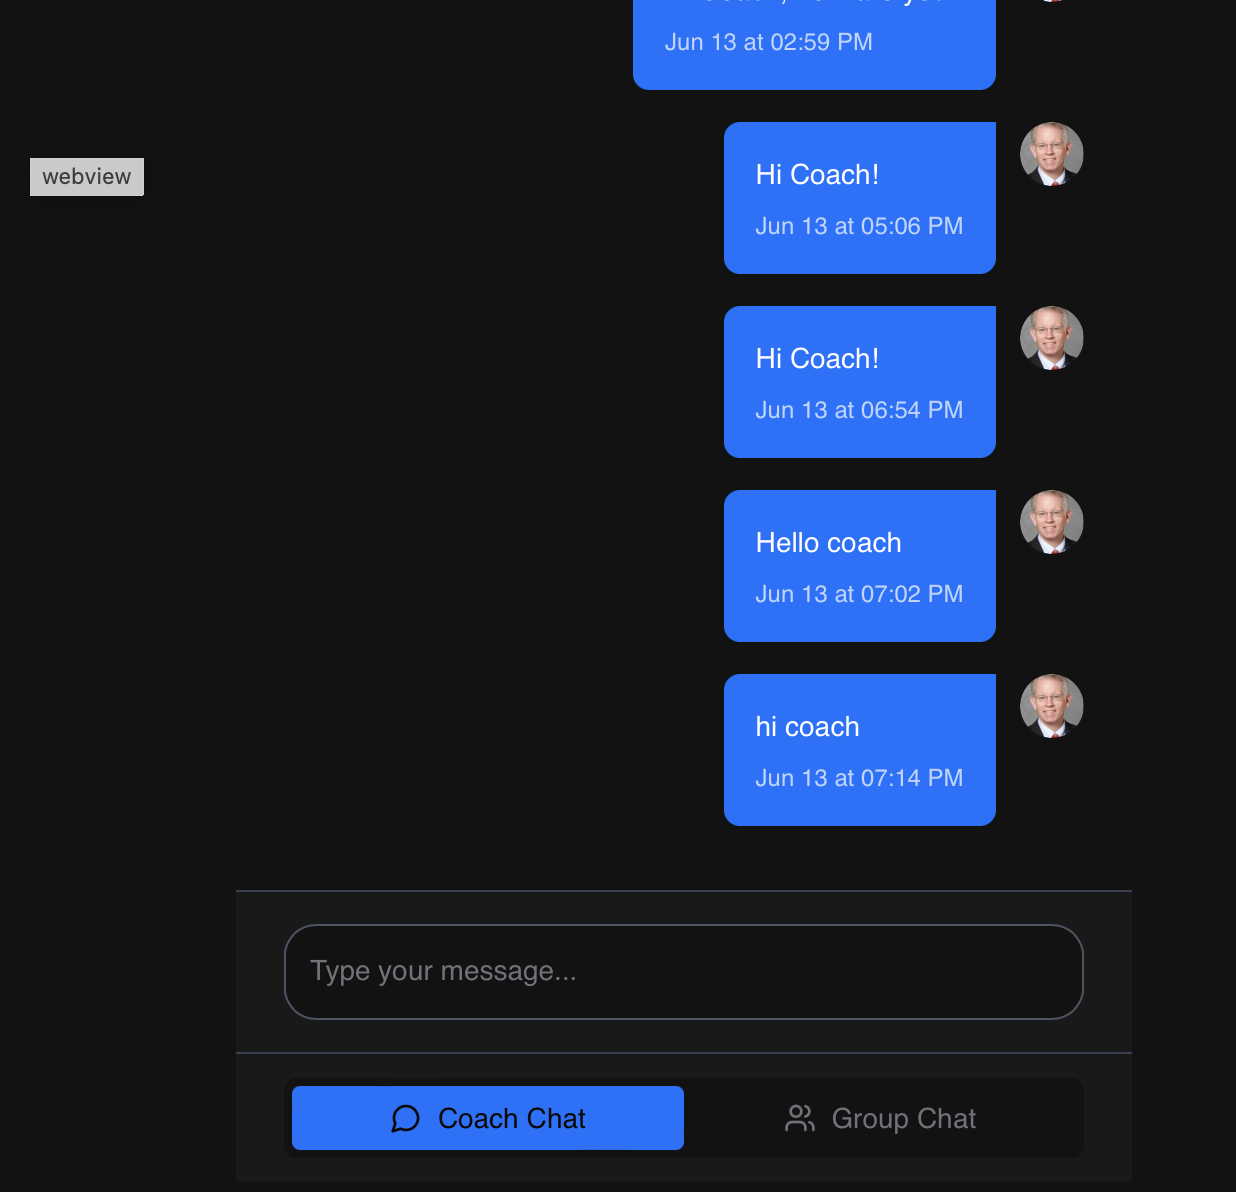 Jun 13 at 02:59 PM
webview
Hi Coach!
Jun 13 at 05:06 PM
Hi Coach!
Jun 13 at 06:54 PM
Hello coach
Jun 13 at 07:02 PM
hi coach
Jun 13 at 07:14 PM
Type your message...
Coach Chat
Group Chat